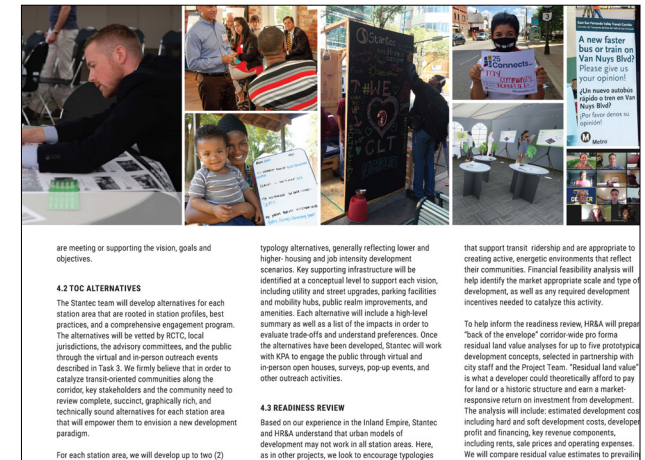 Stantec
#WE
CLT
25
Connects...
my
community
East San Fernando Valley Transit Corridor
A new faster
bus or train on
Van Nuys Blvd?
Please give us
your opinion!
¿Un nuevo autobús
rápido o tren en Van
Nuys Blvd?
¡Por favor denos su
opinión!
Metro
are meeting or supporting the vision, goals and
objectives.
4.2 TOC ALTERNATIVES
The Stantec team will develop alternatives for each
station area that are rooted in station profiles, best
practices, and a comprehensive engagement program.
The alternatives will be vetted by RCTC, local
jurisdictions, the advisory committees, and the public
through the virtual and in-person outreach events
described in Task 3. We firmly believe that in order to
catalyze transit-oriented communities along the
corridor, key stakeholders and the community need to
review complete, succinct, graphically rich, and
technically sound alternatives for each station area
that will empower them to envision a new development
paradigm.
For each station area, we will develop up to two (2)
typology alternatives, generally reflecting lower and
higher- housing and job intensity development
scenarios. Key supporting infrastructure will be
identified at a conceptual level to support each vision,
including utility and street upgrades, parking facilities
and mobility hubs, public realm improvements, and
amenities. Each alternative will include a high-level
summary as well as a list of the impacts in order to
evaluate trade-offs and understand preferences. Once
the alternatives have been developed, Stantec will work
with KPA to engage the public through virtual and
in-person open houses, surveys, pop-up events, and
other outreach activities.
4.3 READINESS REVIEW
Based on our experience in the Inland Empire, Stantec
and HR&A understand that urban models of
development may not work in all station areas. Here,
as in other projects, we look to encourage typologies
that support transit ridership and are appropriate to
creating active, energetic environments that reflect
their communities. Financial feasibility analysis will
help identify the market appropriate scale and type of
development, as well as any required development
incentives needed to catalyze this activity.
To help inform the readiness review, HR&A will prepar
"back of the envelope" corridor-wide pro forma
residual land value analyses for up to five prototypica
development concepts, selected in partnership with
city staff and the Project Team. "Residual land value"
is what a developer could theoretically afford to pay
for land or a historic structure and earn a market-
responsive return on investment from development.
The analysis will include: estimated development cos
including hard and soft development costs, develope
profit and financing, key revenue components,
including rents, sale prices and operating expenses.
We will compare residual value estimates to prevailin